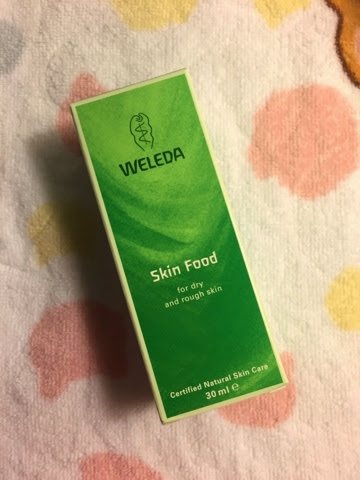 WELEDA
Skin Food
for dry
and rough skin
Certified Natural Skin Care
30 ml ℮